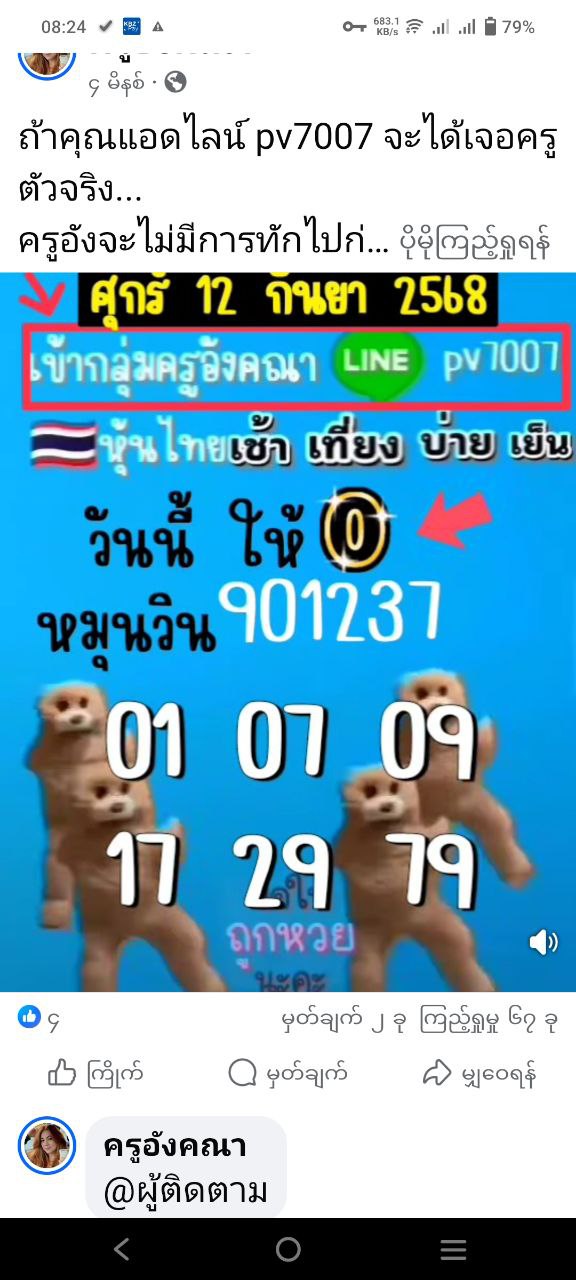 08:24 683.1 KB/s 79%
၄ မိနစ် ·
ถ้าคุณแอดไลน์ pv7007 จะได้เจอครู
ตัวจริง...
ครูอังจะไม่มีการทักไปก่... ပိုမိုကြည့်ရှုရန်
ศุกร์ 12 กันยา 2568
เข้ากลุ่มครูอังคณา LINE pv7007
หุ้นไทยเช้า เที่ยง บ่าย เย็น
วันนี้ ให้ 0
หมุนวิน 901237
01 07 09
17 29 79
ถูกหวย
นะคะ
၄ မှတ်ချက် ၂ ခု ကြည့်ရှုမှု ၆၇ ခု
ကြိုက် မှတ်ချက် မျှဝေရန်
ครูอังคณา
@ผู้ติดตาม